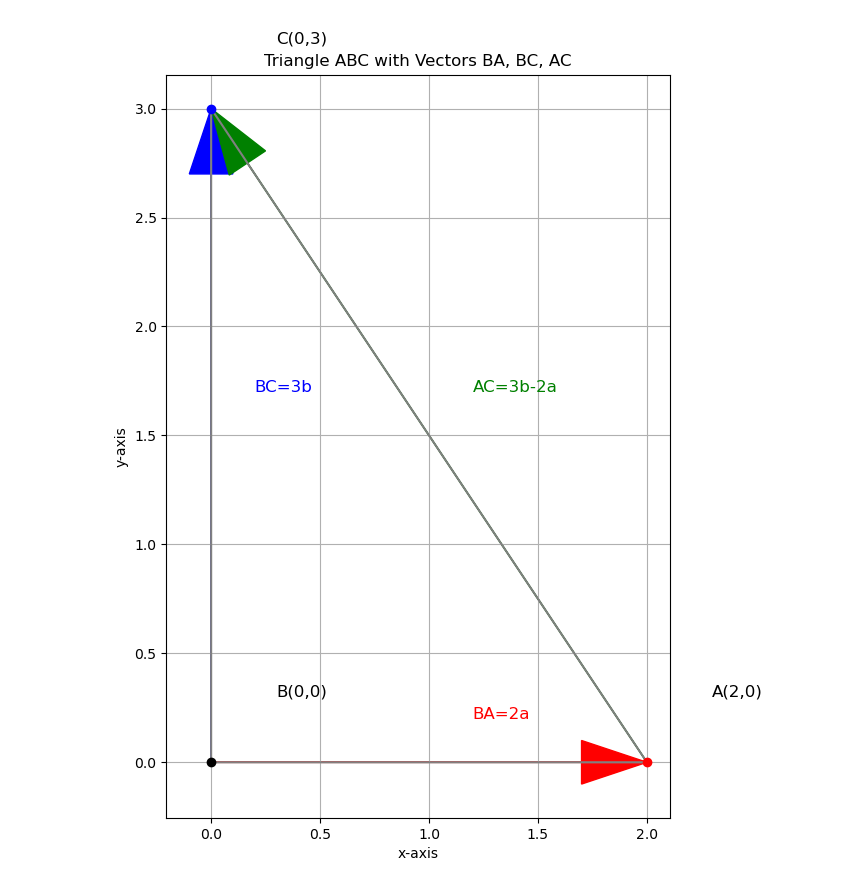 C(0,3)
Triangle ABC with Vectors BA, BC, AC
3.0
2.5
2.0
BC=3b
AC=3b-2a
y-axis
1.5
1.0
0.5
B(0,0)
A(2,0)
BA=2a
0.0
0.0 0.5 1.0 1.5 2.0
x-axis